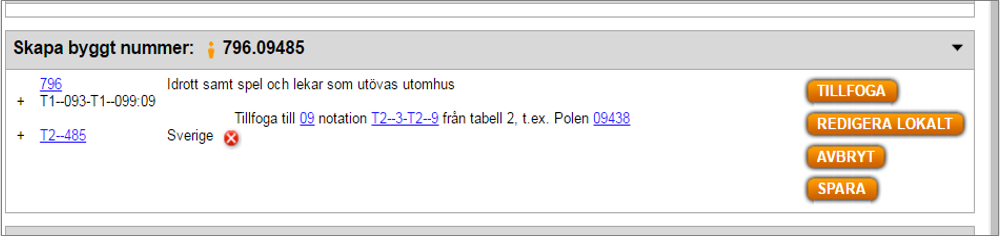 Skapa byggt nummer: 796.09485
796 Idrott samt spel och lekar som utövas utomhus
+ T1--093-T1--099:09
Tillfoga till 09 notation T2--3-T2--9 från tabell 2, t.ex. Polen 09438
+ T2--485 Sverige
TILLFOGA
REDIGERA LOKALT
AVBRYT
SPARA